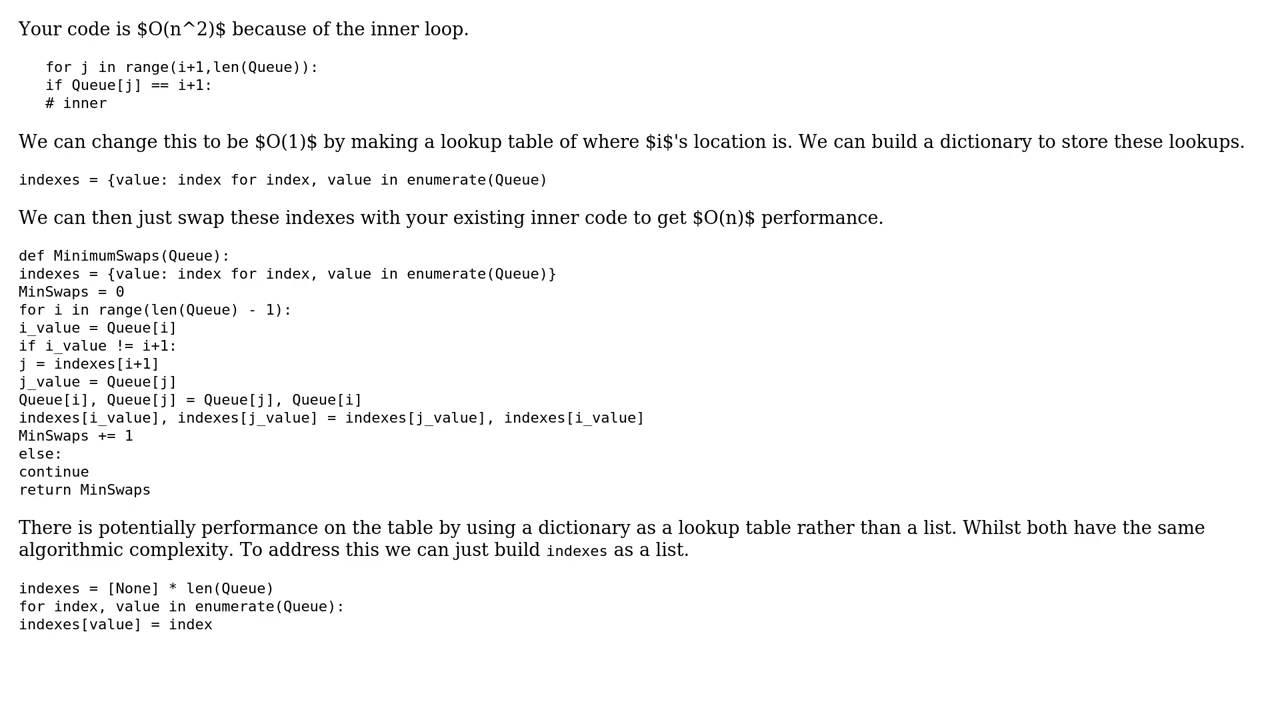 Your code is $O(n^2)$ because of the inner loop.
for j in range(i+1,len(Queue)):
if Queue[j] == i+1:
# inner
We can change this to be $O(1)$ by making a lookup table of where $i$'s location is. We can build a dictionary to store these lookups.
indexes = {value: index for index, value in enumerate(Queue)
We can then just swap these indexes with your existing inner code to get $O(n)$ performance.
def MinimumSwaps(Queue):
indexes = {value: index for index, value in enumerate(Queue)}
MinSwaps = 0
for i in range(len(Queue) - 1):
i_value = Queue[i]
if i_value != i+1:
j = indexes[i+1]
j_value = Queue[j]
Queue[i], Queue[j] = Queue[j], Queue[i]
indexes[i_value], indexes[j_value] = indexes[j_value], indexes[i_value]
MinSwaps += 1
else:
continue
return MinSwaps
There is potentially performance on the table by using a dictionary as a lookup table rather than a list. Whilst both have the same
algorithmic complexity. To address this we can just build indexes as a list.
indexes = [None] * len(Queue)
for index, value in enumerate(Queue):
indexes[value] = index